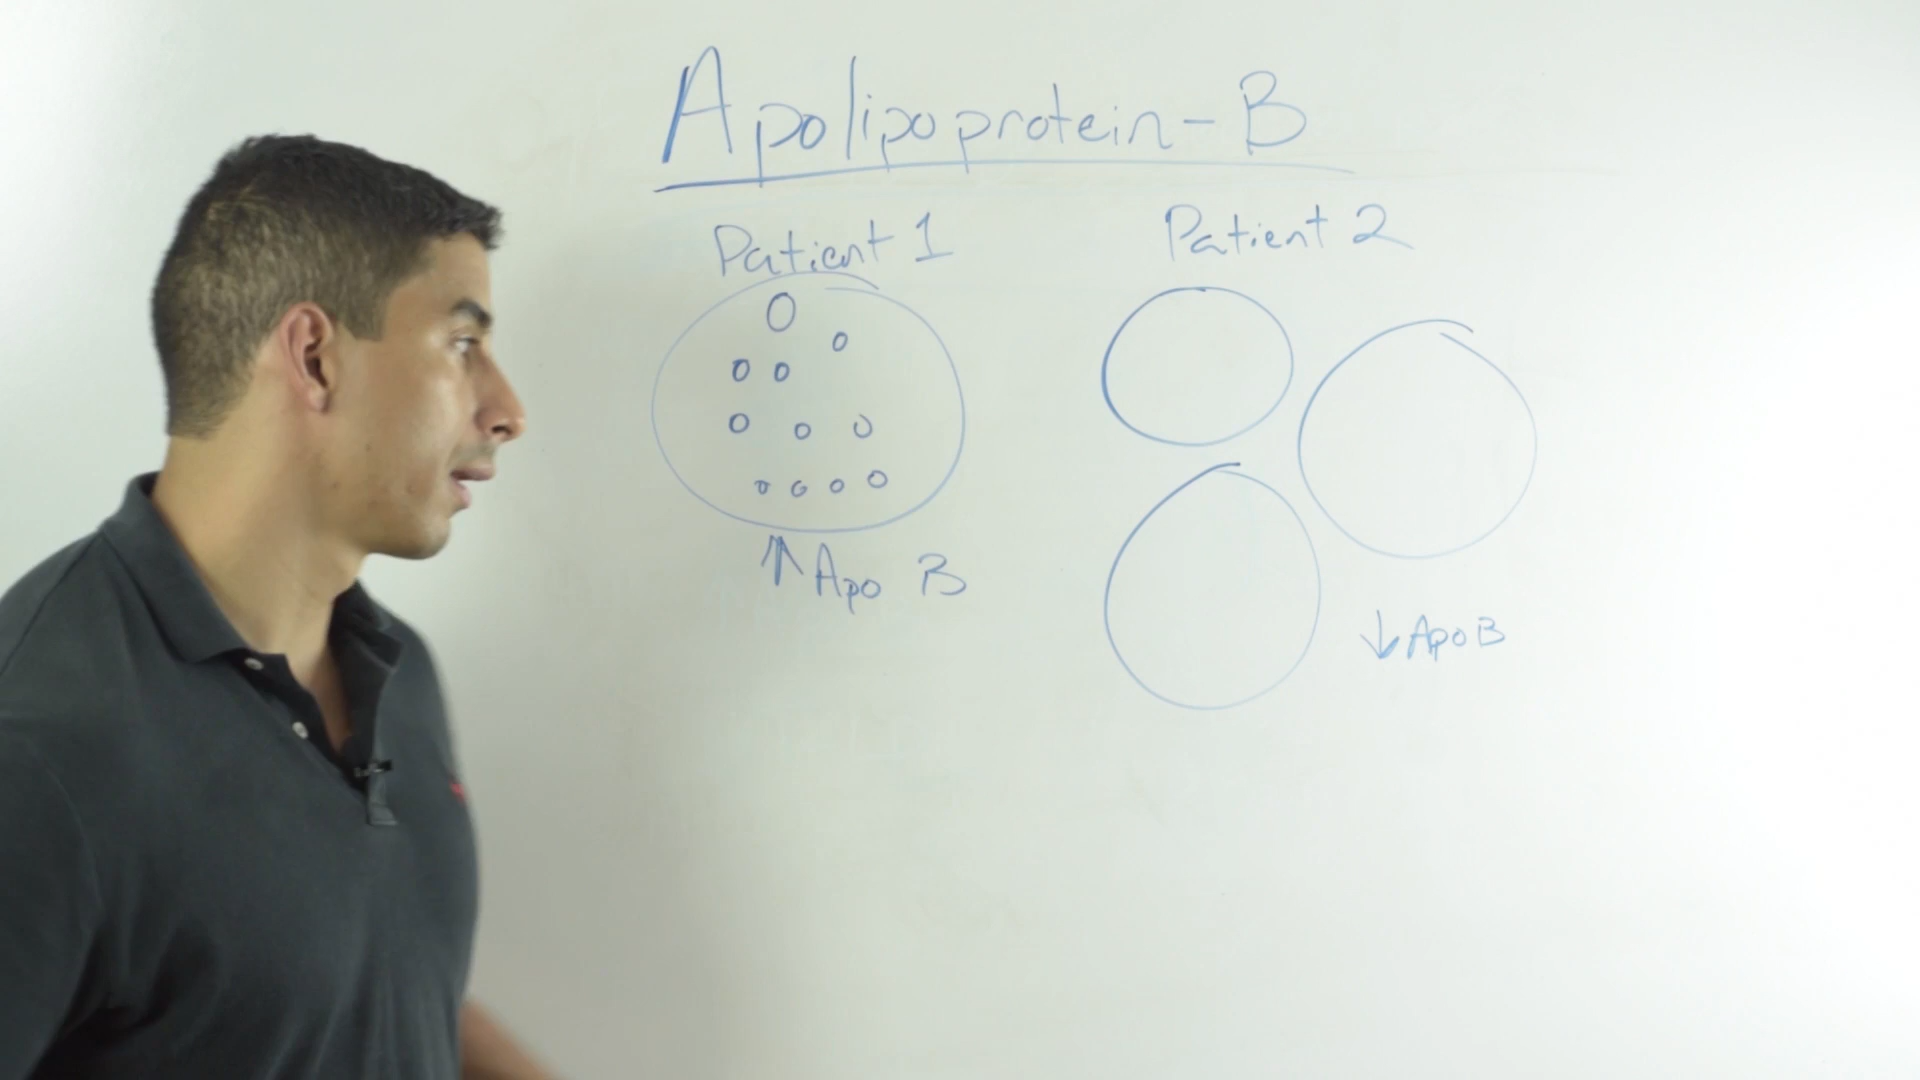 Apolipoprotein-B
Patient 1
Patient 2
↑ Apo B
↓ Apo B